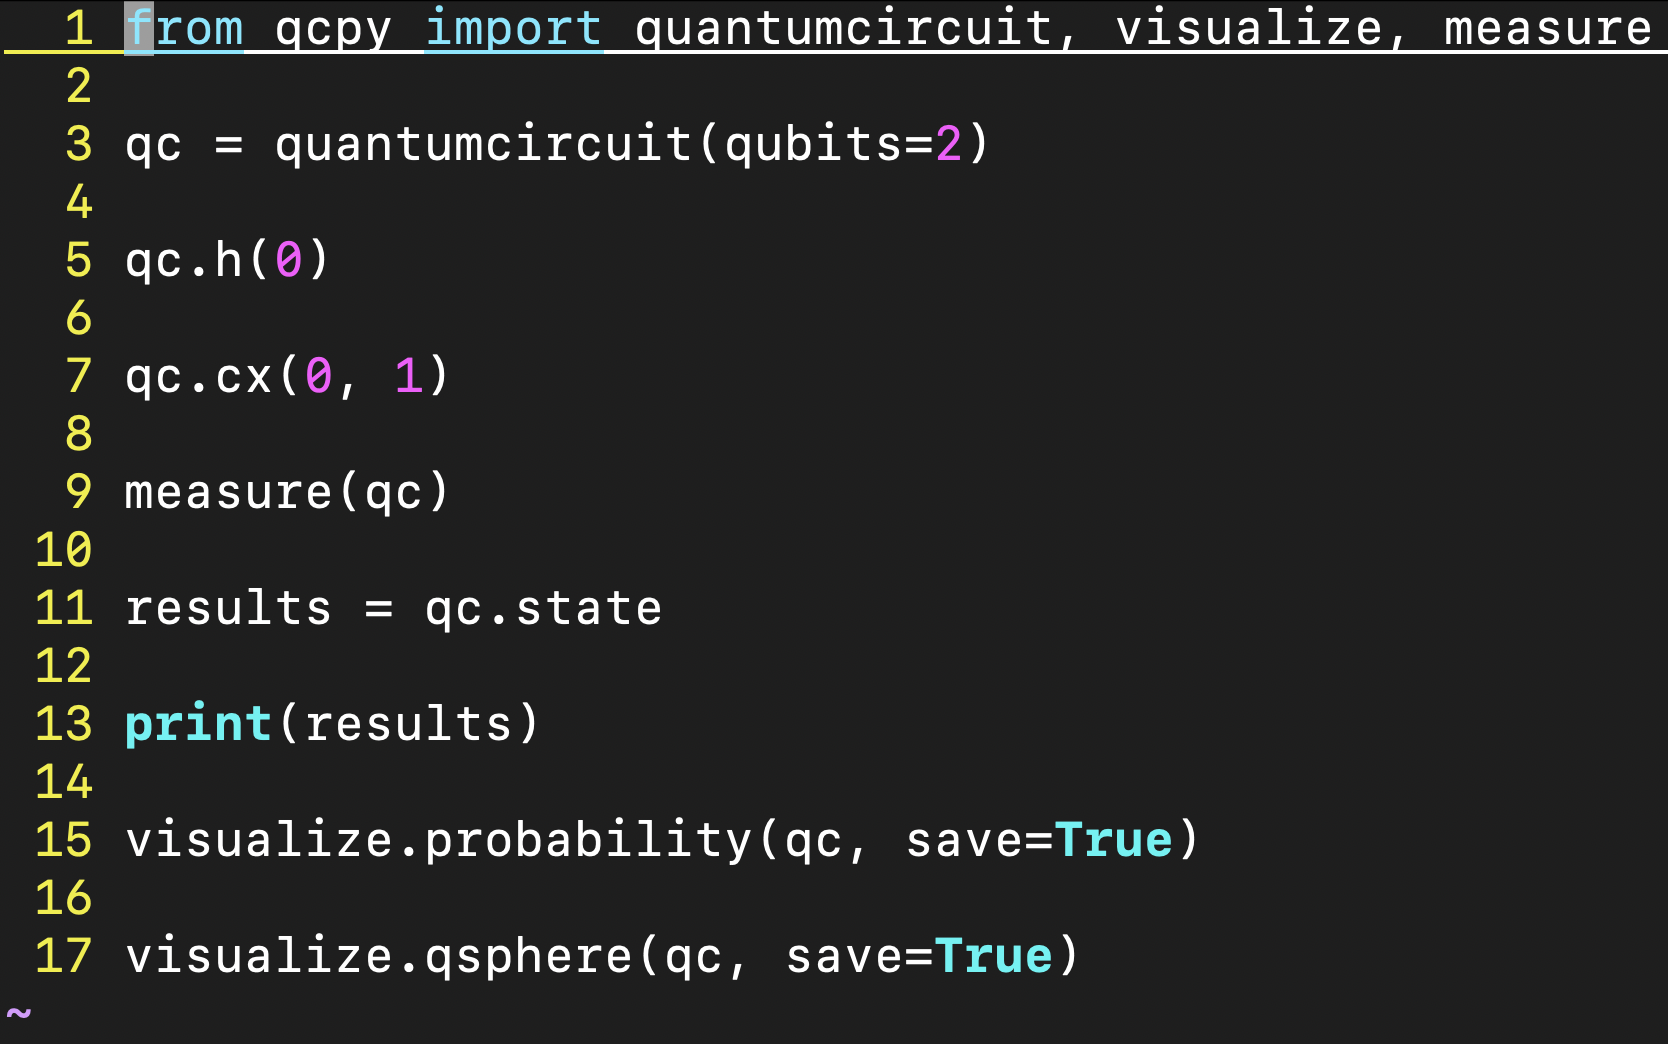 1 from qcpy import quantumcircuit, visualize, measure
2
3 qc = quantumcircuit(qubits=2)
4
5 qc.h(0)
6
7 qc.cx(0, 1)
8
9 measure(qc)
10
11 results = qc.state
12
13 print(results)
14
15 visualize.probability(qc, save=True)
16
17 visualize.qsphere(qc, save=True)
~